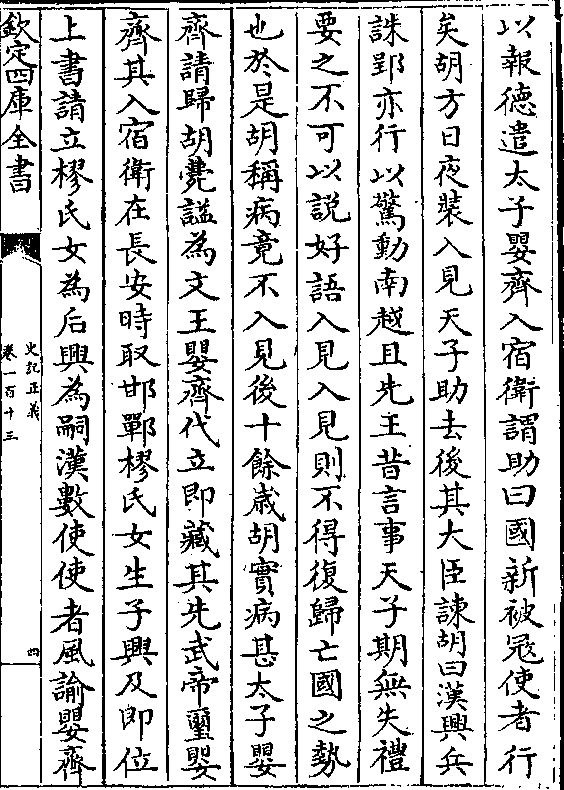 以報德遣太子嬰齊入宿衛謂助曰國新被冦使者行
矣胡方日夜裝入見天子助去後其大臣諫胡曰漢興兵
誅郢亦行以驚動南越且先王昔言事天子期無失禮
要之不可以説好語入見入見則不得復歸亡國之勢
也於是胡稱病竟不入見後十餘歳胡實病甚太子嬰
齊請歸胡薨諡為文王嬰齊代立即藏其先武帝璽嬰
齊其入宿衛在長安時取邯鄲樛氏女生子興及即位
上書請立樛氏女為后興為嗣漢數使使者風諭嬰齊
欽定四庫全書
史記正義
卷一百十三
四